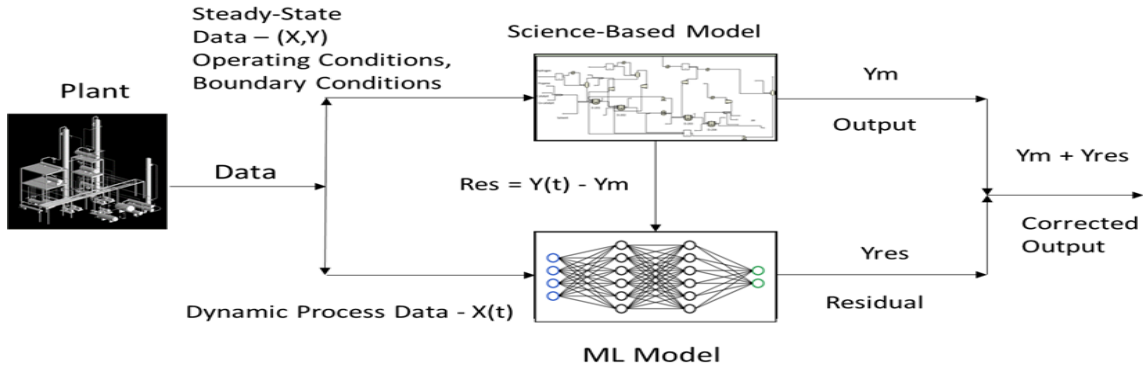 Steady-State
Data – (X,Y)
Operating Conditions,
Boundary Conditions
Science-Based Model
Plant
Ym
Output
Data
Res = Y(t) - Ym
Ym + Yres
Corrected
Output
Yres
Residual
Dynamic Process Data - X(t)
ML Model